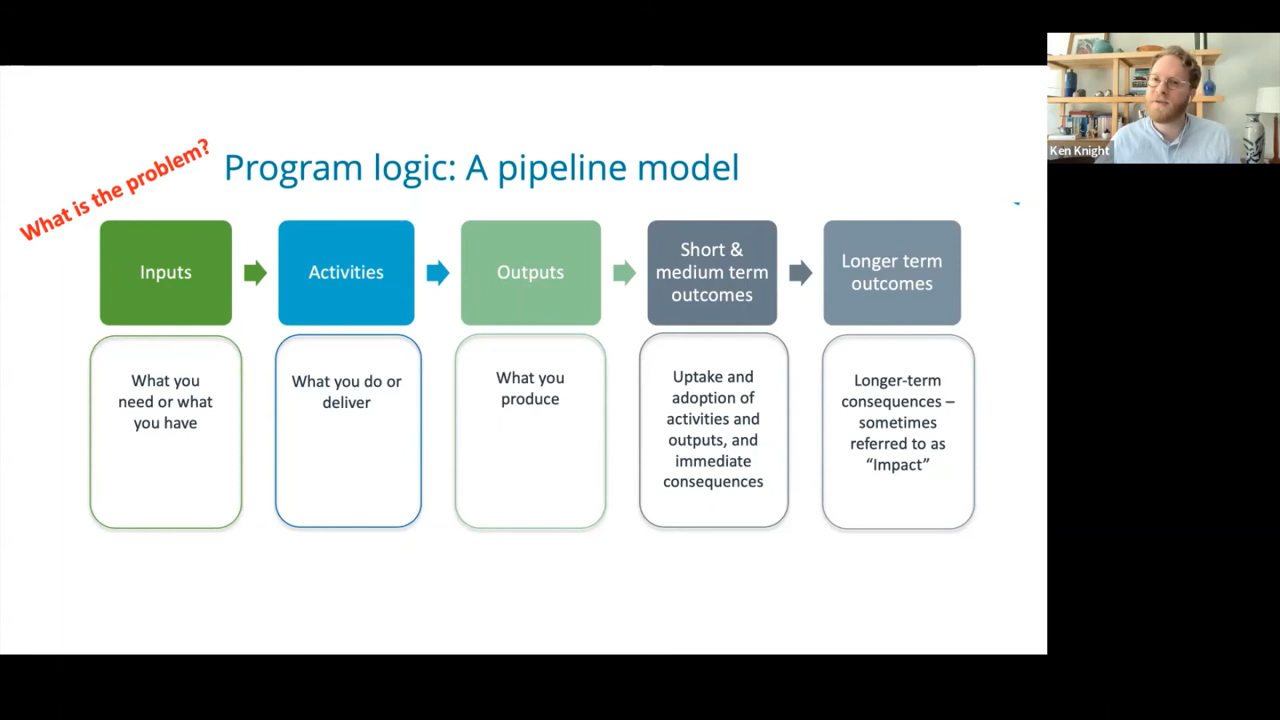 What is the problem?
Program logic: A pipeline model
Inputs
Activities
Outputs
Short &
medium term
outcomes
Longer term
outcomes
What you
need or what
you have
What you do or
deliver
What you
produce
Uptake and
adoption of
activities and
outputs, and
immediate
consequences
Longer-term
consequences –
sometimes
referred to as
“Impact”
Ken Knight